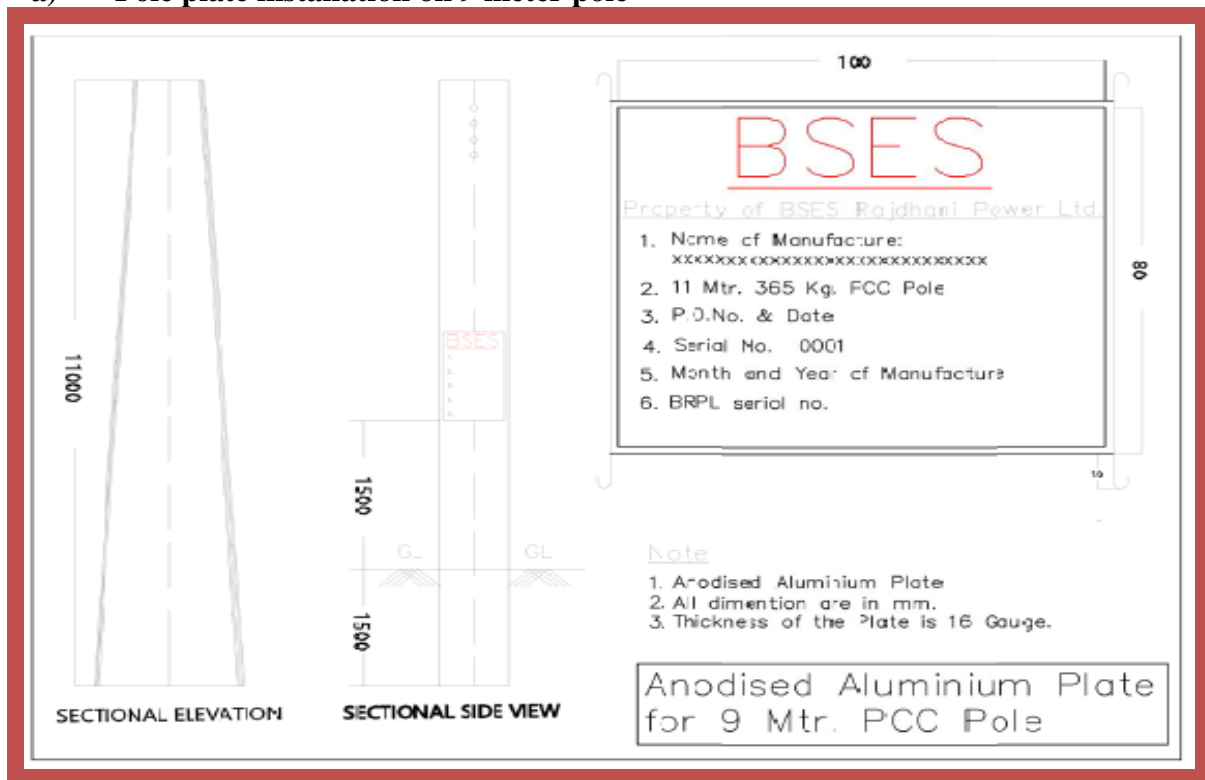 a) Pole plate installation on 9 meter pole
100
BSES
Property of BSES Rajdhani Power Ltd.
1. Name of Manufacture:
2. 11 Mtr. 365 Kg. PCC Pole
3. P.O.No. & Date
4. Serial No. 0001
5. Month and Year of Manufacture
6. BRPL serial no.
80
10
11000
BSES
1500
GL GL
1500
SECTIONAL ELEVATION
SECTIONAL SIDE VIEW
Note
1. Anodised Aluminium Plate
2. All dimention are in mm.
3. Thickness of the Plate is 16 Gauge.
Anodised Aluminium Plate
for 9 Mtr. PCC Pole